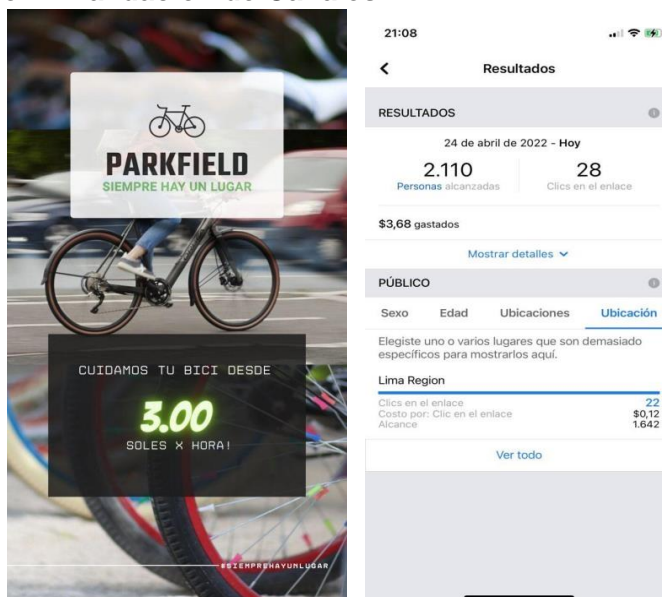 PARKFIELD
SIEMPRE HAY UN LUGAR
CUIDAMOS TU BICI DESDE
3.00
SOLES X HORA!
#SIEMPREHAYUNLUGAR
21:08
Resultados
RESULTADOS
24 de abril de 2022 - Hoy
2.110 28
Personas alcanzadas Clics en el enlace
$3,68 gastados
Mostrar detalles
PÚBLICO
Sexo Edad Ubicaciones Ubicación
Elegiste uno o varios lugares que son demasiado
específicos para mostrarlos aquí.
Lima Region
Clics en el enlace 22
Costo por: Clic en el enlace $0,12
Alcance 1.642
Ver todo